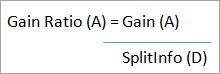 Gain Ratio (A) = Gain (A)
SplitInfo (D)